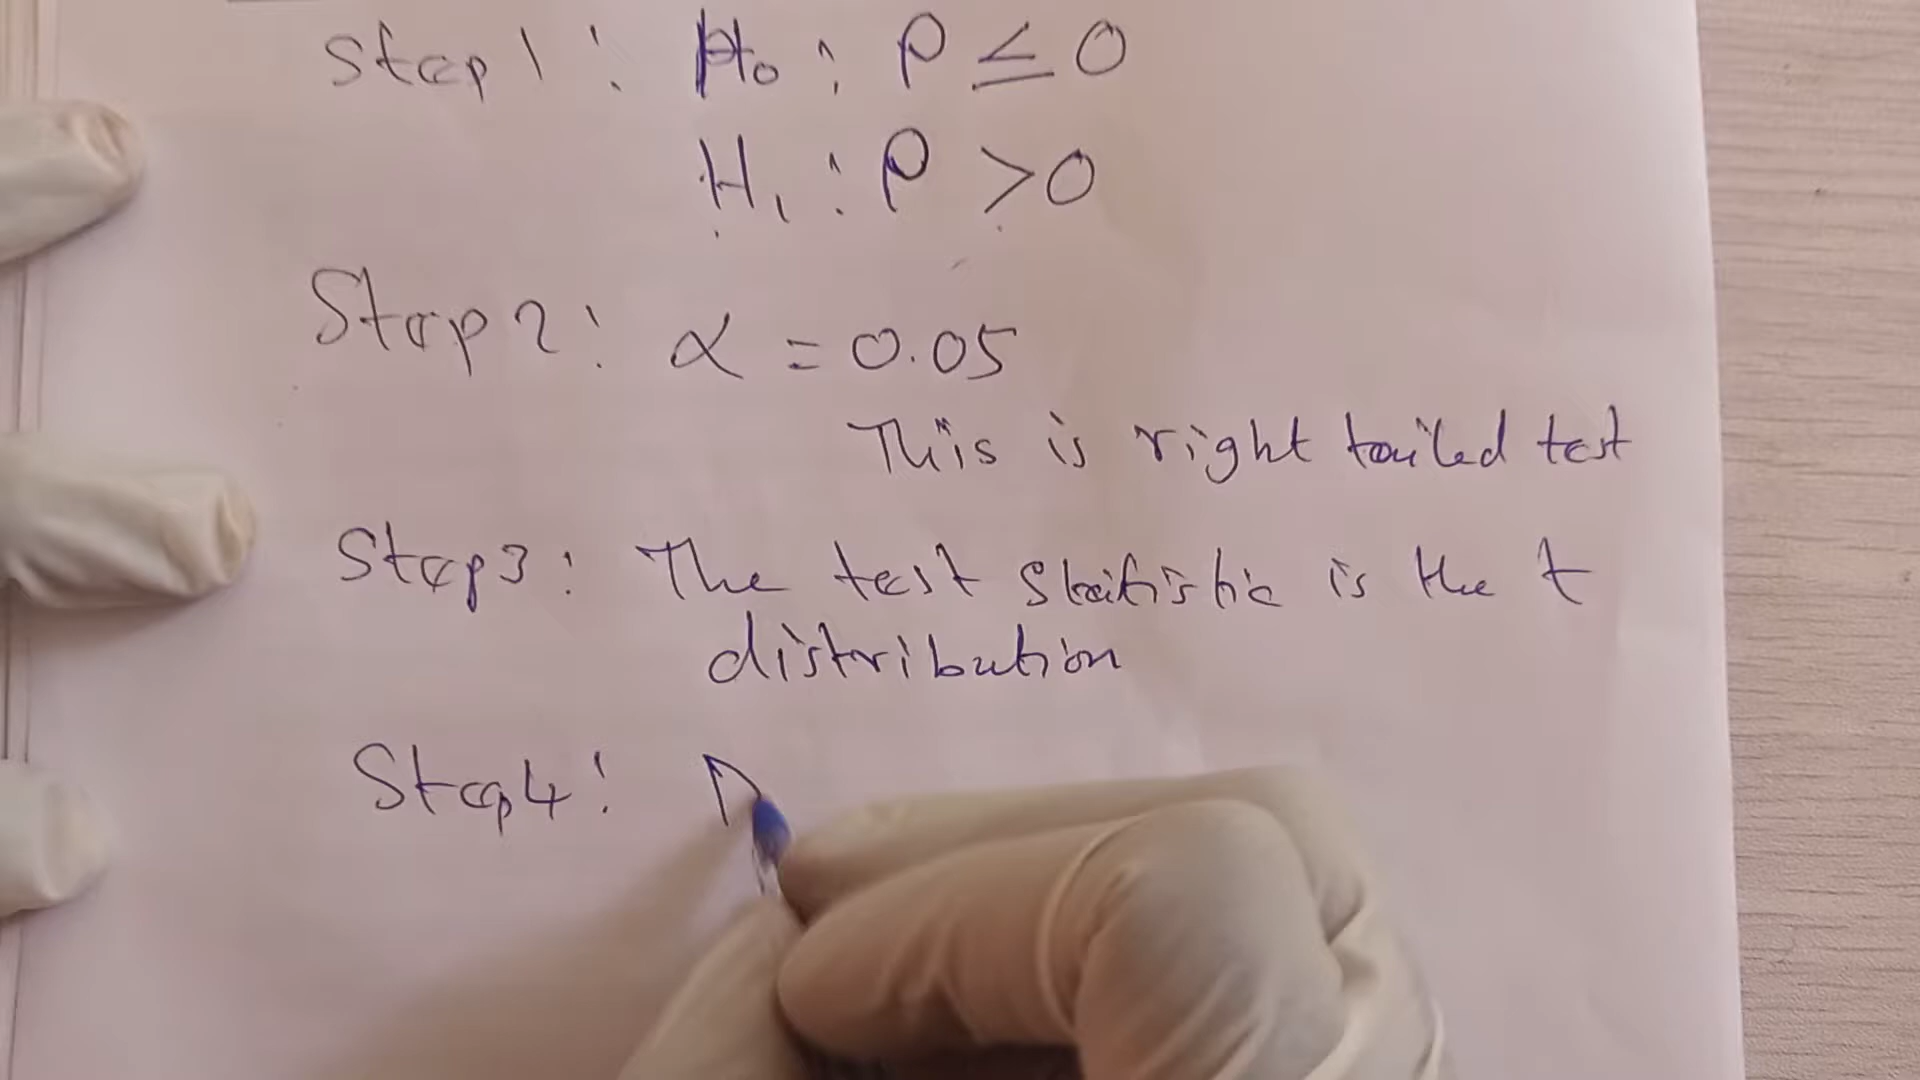 Step 1 : H₀ : ρ ≤ 0
H₁ : ρ > 0
Step 2 : α = 0.05
This is right tailed test
Step 3 : The test statistic is the t
distribution
Step 4 :